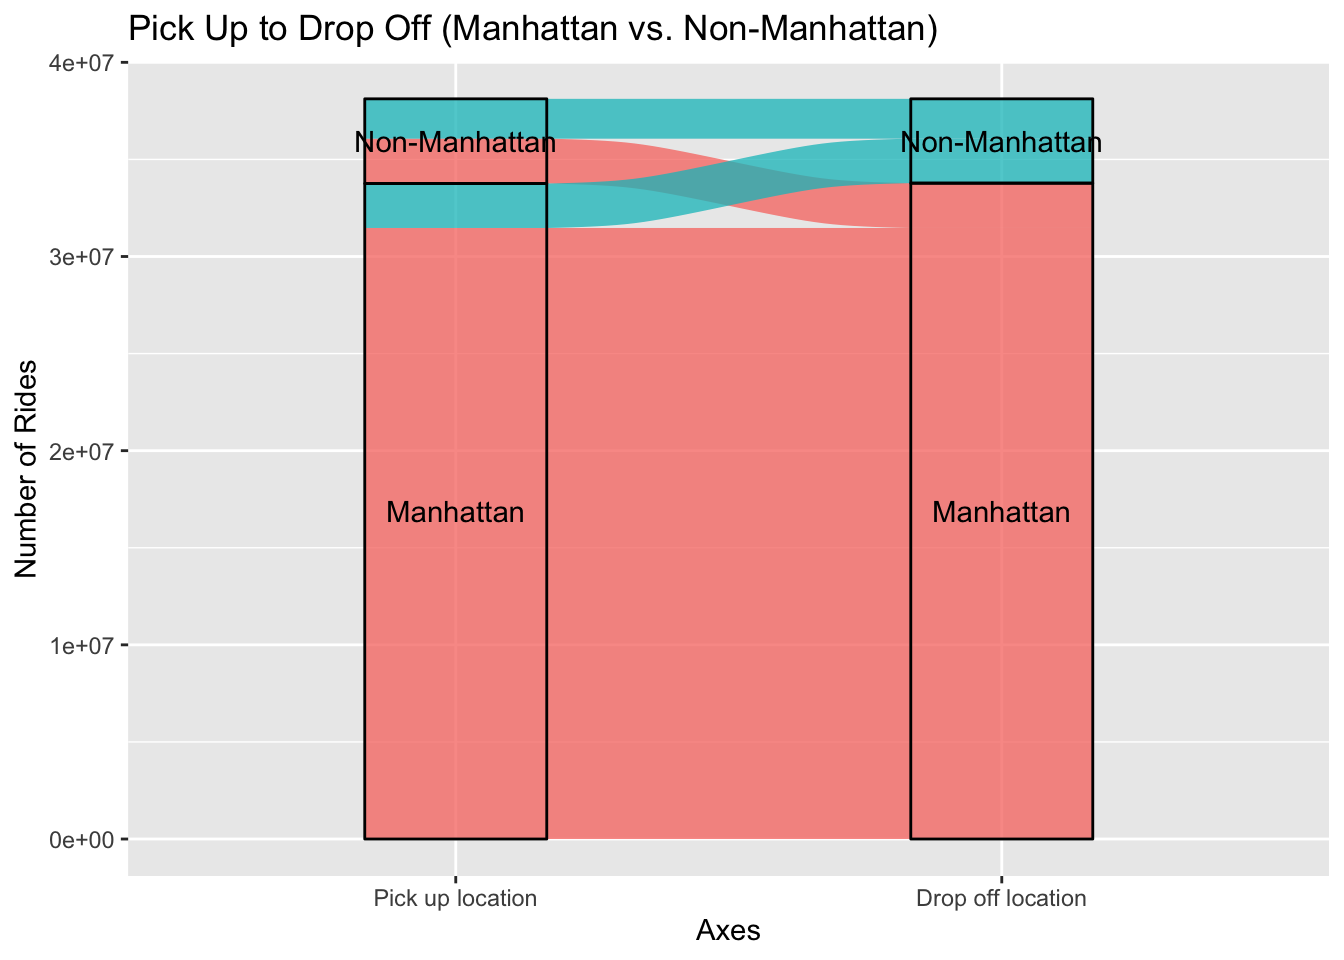 Pick Up to Drop Off (Manhattan vs. Non-Manhattan)
4e+07
3e+07
2e+07
1e+07
0e+00
Number of Rides
Non-Manhattan
Non-Manhattan
Manhattan
Manhattan
Pick up location
Drop off location
Axes